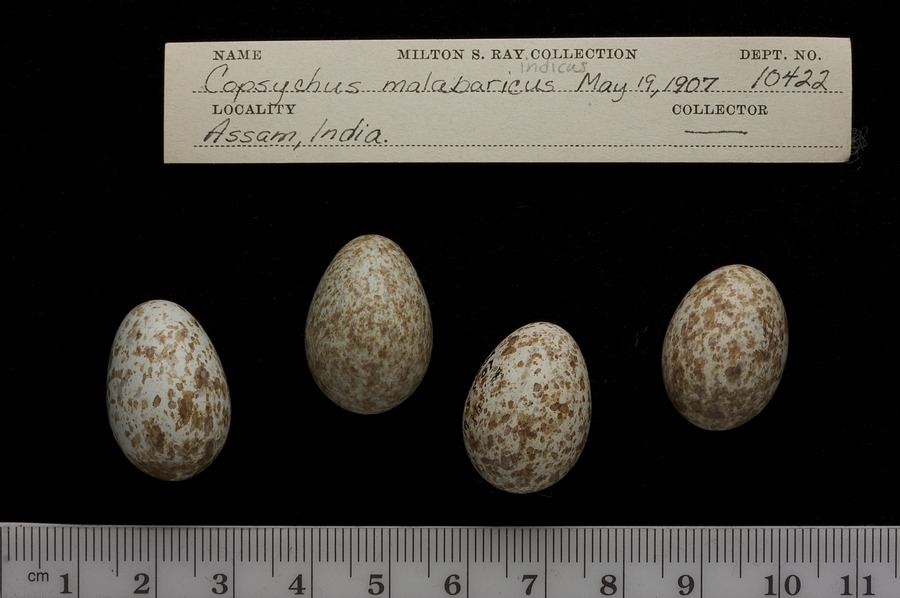 NAME MILTON S. RAY COLLECTION DEPT. NO.
indicus
Copsychus malabaricus May 19, 1907 10422
LOCALITY COLLECTOR
Assam, India.
cm 1 2 3 4 5 6 7 8 9 10 11